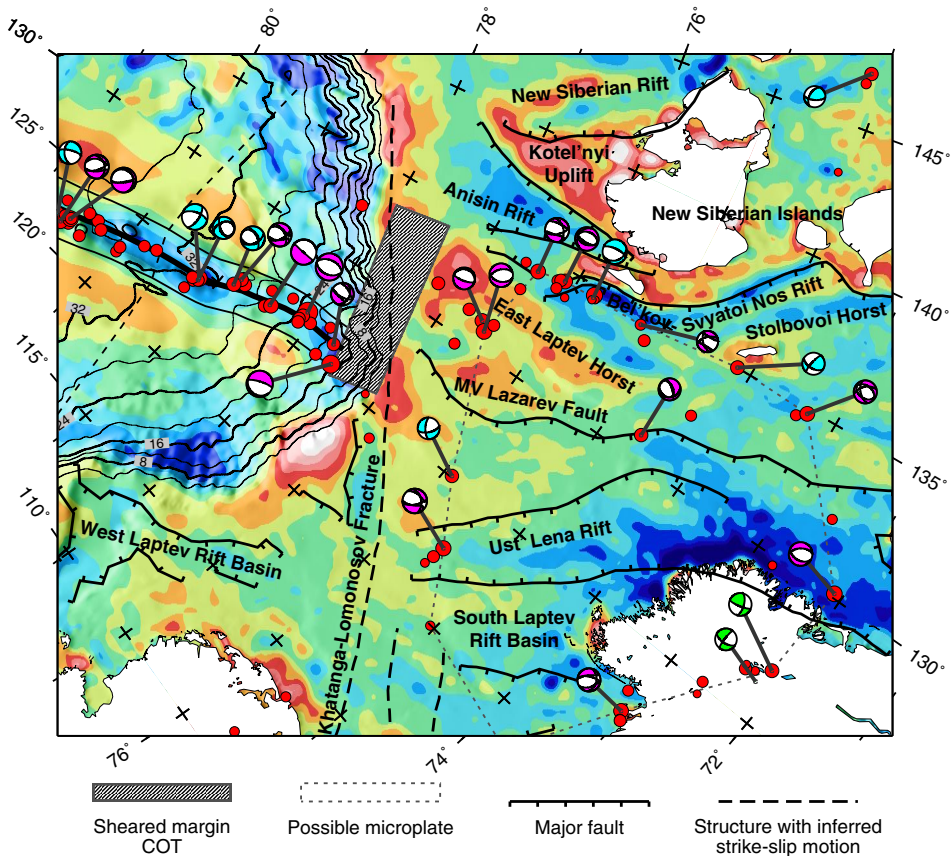 80°
78
76
130°
125°
120°
115°
110°
145°
140°
135°
130°
76°
74°
72°
New Siberian Rift
Kotel'nyi
Uplift
Anisin Rift
New Siberian Islands
Bel'kov-Svyatoi Nos Rift
Stolbovoi Horst
East Laptev Horst
MV Lazarev Fault
32
32
24
16
8
16
West Laptev Rift Basin
Khatanga-Lomonosov Fracture
Ust' Lena Rift
South Laptev
Rift Basin
Sheared margin
COT
Possible microplate
Major fault
Structure with inferred
strike-slip motion